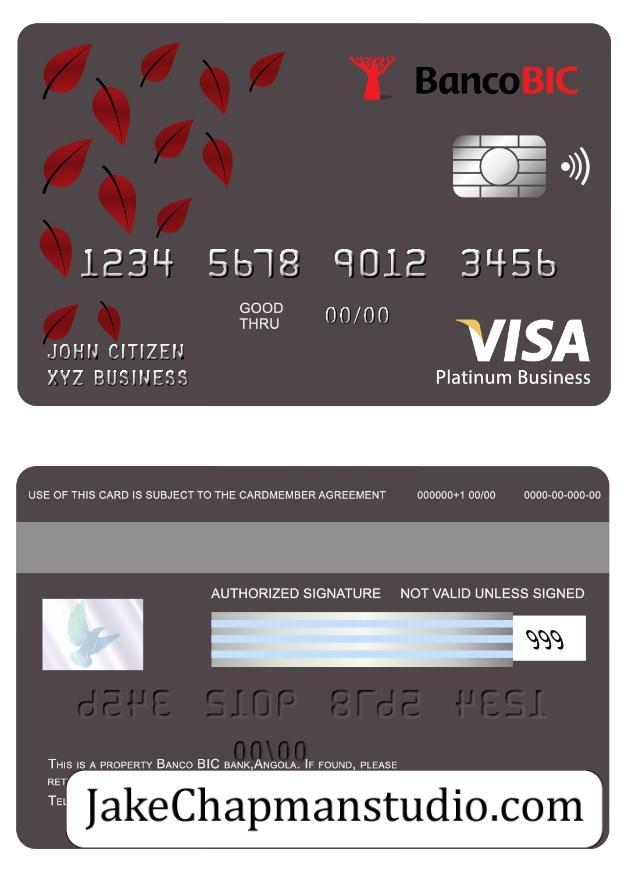 BancoBIC
1234 5678 9012 3456
GOOD
THRU
00/00
JOHN CITIZEN
XYZ BUSINESS
VISA
Platinum Business
USE OF THIS CARD IS SUBJECT TO THE CARDMEMBER AGREEMENT 000000+1 00/00 0000-00-000-00
AUTHORIZED SIGNATURE NOT VALID UNLESS SIGNED
999
00/00
This is a property Banco BIC bank,Angola. If found, please
JakeChapmanstudio.com